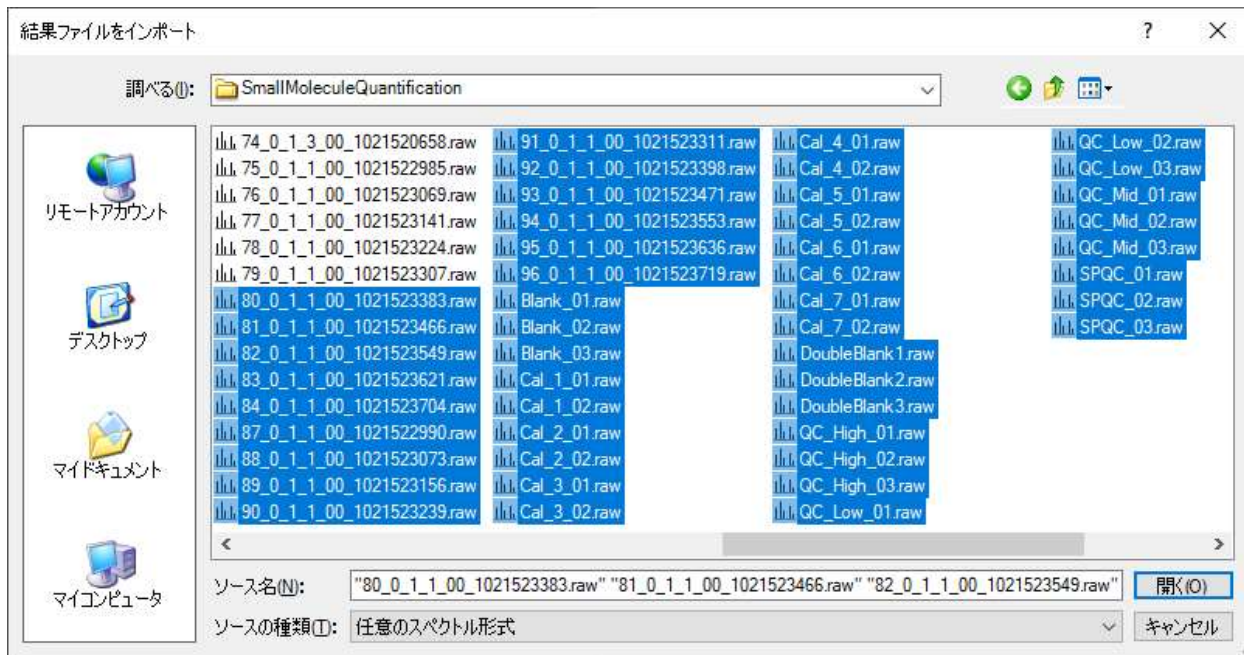 結果ファイルをインポート
?
調べる(I):
SmallMoleculeQuantification
リモートアカウント
デスクトップ
マイドキュメント
マイコンピュータ
74_0_1_3_00_1021520658.raw
75_0_1_1_00_1021522985.raw
76_0_1_1_00_1021523069.raw
77_0_1_1_00_1021523141.raw
78_0_1_1_00_1021523224.raw
79_0_1_1_00_1021523307.raw
80_0_1_1_00_1021523383.raw
81_0_1_1_00_1021523466.raw
82_0_1_1_00_1021523549.raw
83_0_1_1_00_1021523621.raw
84_0_1_1_00_1021523704.raw
87_0_1_1_00_1021522990.raw
88_0_1_1_00_1021523073.raw
89_0_1_1_00_1021523156.raw
90_0_1_1_00_1021523239.raw
91_0_1_1_00_1021523311.raw
92_0_1_1_00_1021523398.raw
93_0_1_1_00_1021523471.raw
94_0_1_1_00_1021523553.raw
95_0_1_1_00_1021523636.raw
96_0_1_1_00_1021523719.raw
Blank_01.raw
Blank_02.raw
Blank_03.raw
Cal_1_01.raw
Cal_1_02.raw
Cal_2_01.raw
Cal_2_02.raw
Cal_3_01.raw
Cal_3_02.raw
Cal_4_01.raw
Cal_4_02.raw
Cal_5_01.raw
Cal_5_02.raw
Cal_6_01.raw
Cal_6_02.raw
Cal_7_01.raw
Cal_7_02.raw
DoubleBlank1.raw
DoubleBlank2.raw
DoubleBlank3.raw
QC_High_01.raw
QC_High_02.raw
QC_High_03.raw
QC_Low_01.raw
QC_Low_02.raw
QC_Low_03.raw
QC_Mid_01.raw
QC_Mid_02.raw
QC_Mid_03.raw
SPQC_01.raw
SPQC_02.raw
SPQC_03.raw
ソース名(N):
"80_0_1_1_00_1021523383.raw" "81_0_1_1_00_1021523466.raw" "82_0_1_1_00_1021523549.raw"
開く(O)
ソースの種類(T):
任意のスペクトル形式
キャンセル